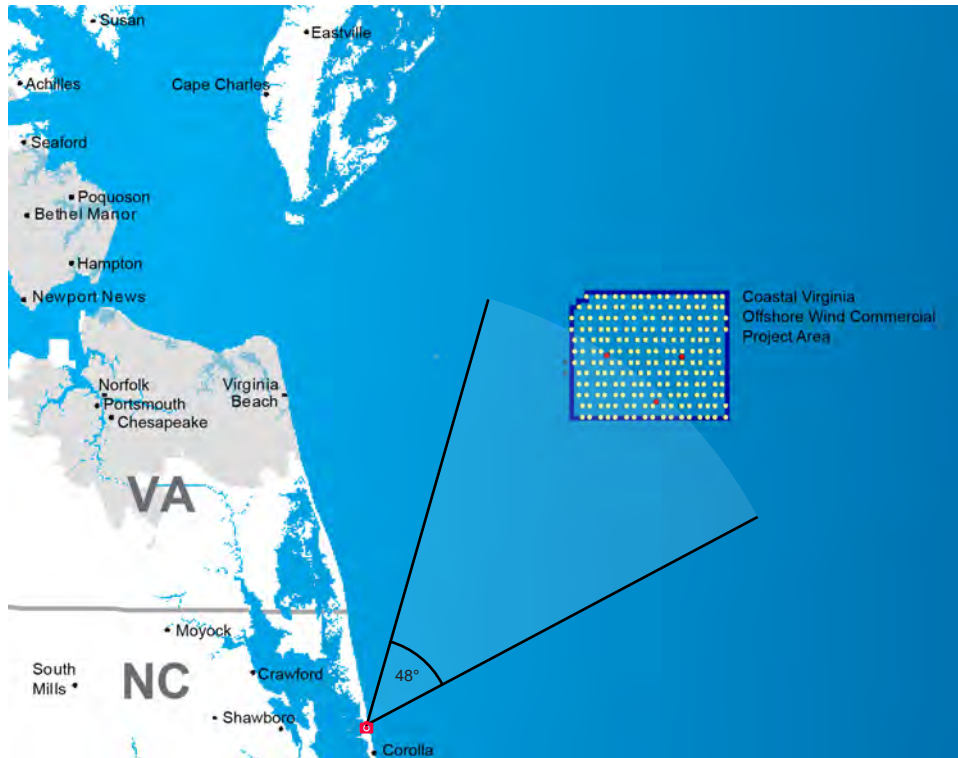 Susan
Eastville
Achilles
Cape Charles
Seaford
Poquoson
Bethel Manor
Hampton
Newport News
Coastal Virginia
Offshore Wind Commercial
Project Area
Norfolk
Virginia
Beach
Portsmouth
Chesapeake
VA
Moyock
NC
South
Mills
Crawford
48°
Shawboro
Corolla